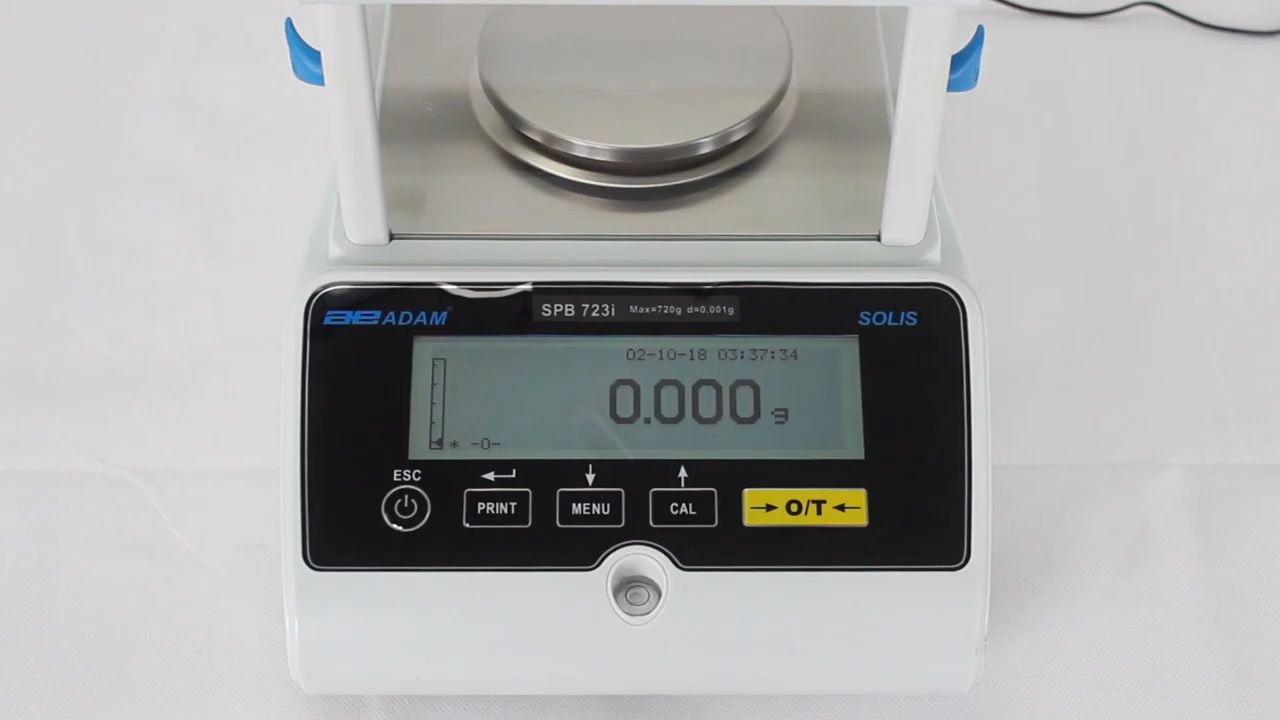 ae ADAM®
SPB 723i Max=720g d=0.001g
SOLIS
02-10-18 03:37:34
0.000 g
* -0-
ESC
PRINT
MENU
CAL
→ O/T ←